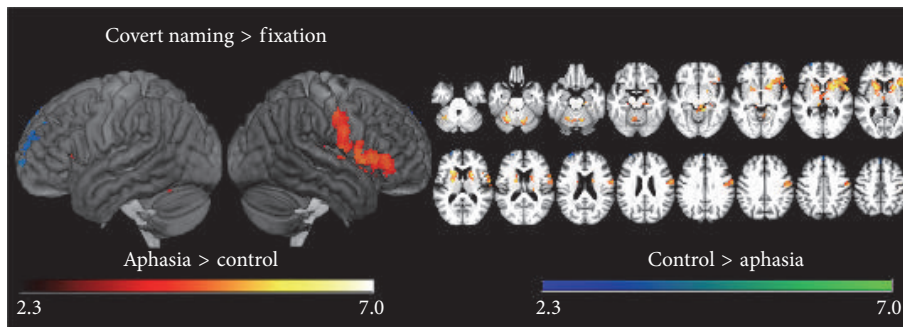 Covert naming > fixation
Aphasia > control
Control > aphasia
2.3
7.0
2.3
7.0